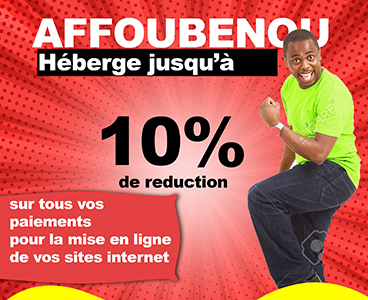 AFFOUBENOU
Héberge jusqu'à
10%
de reduction
sur tous vos
paiements
pour la mise en ligne
de vos sites internet